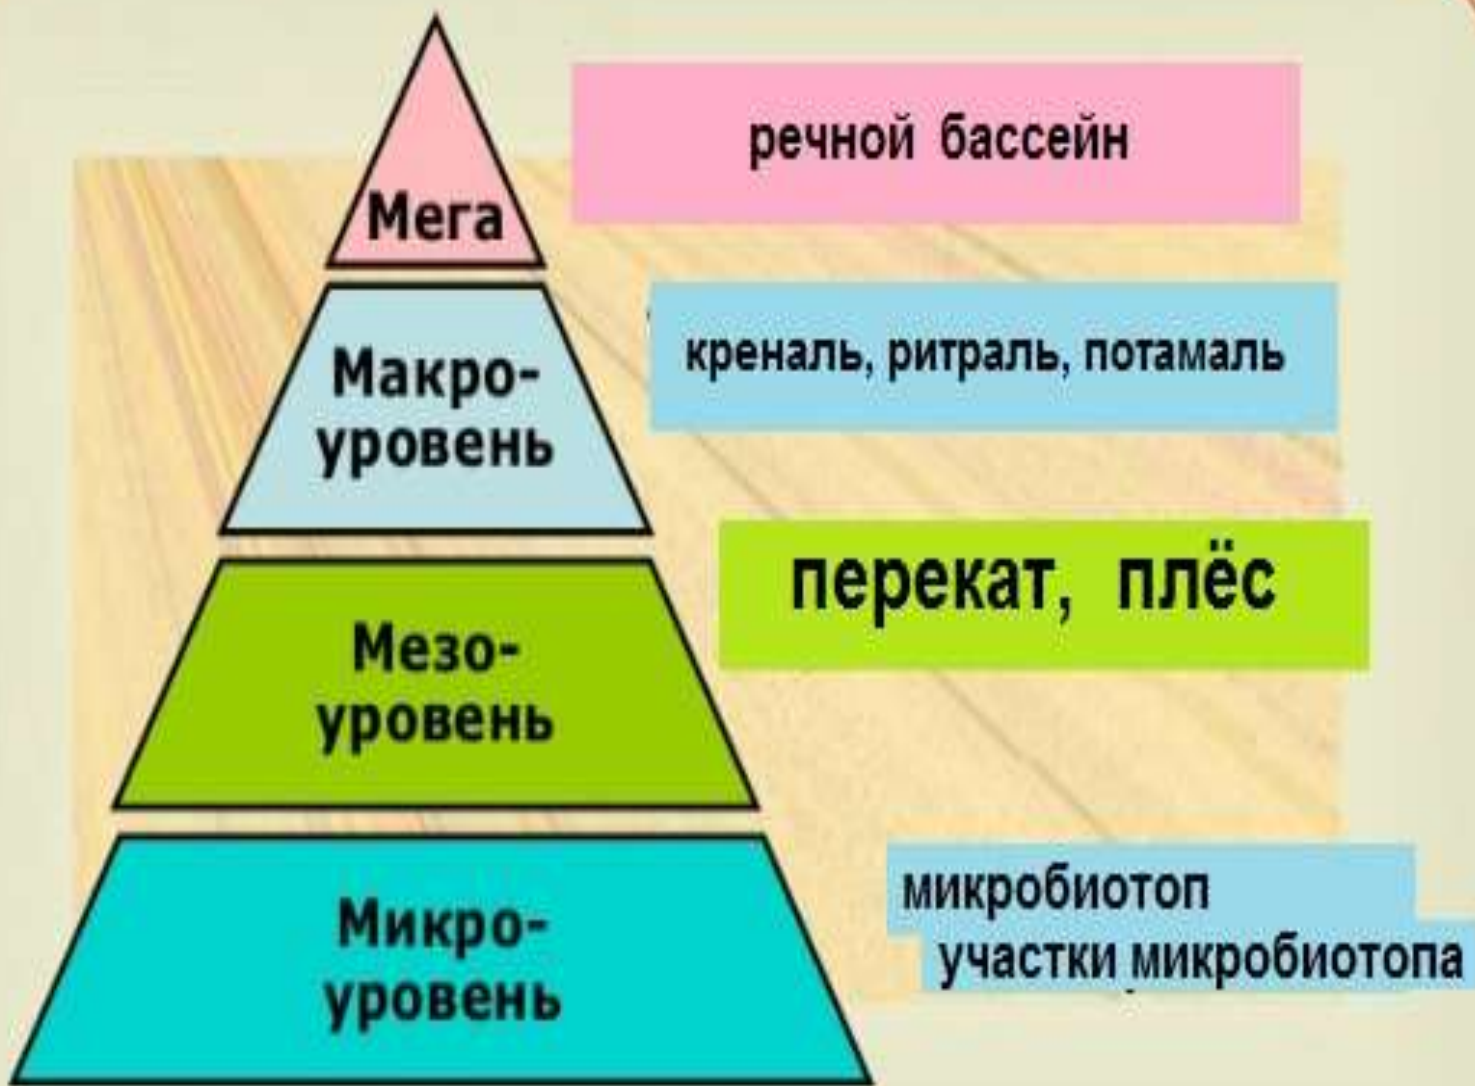 Мега
речной бассейн
Макро-
уровень
креналь, ритраль, потамаль
Мезо-
уровень
перекат, плёс
Микро-
уровень
микробиотоп
участки микробиотопа